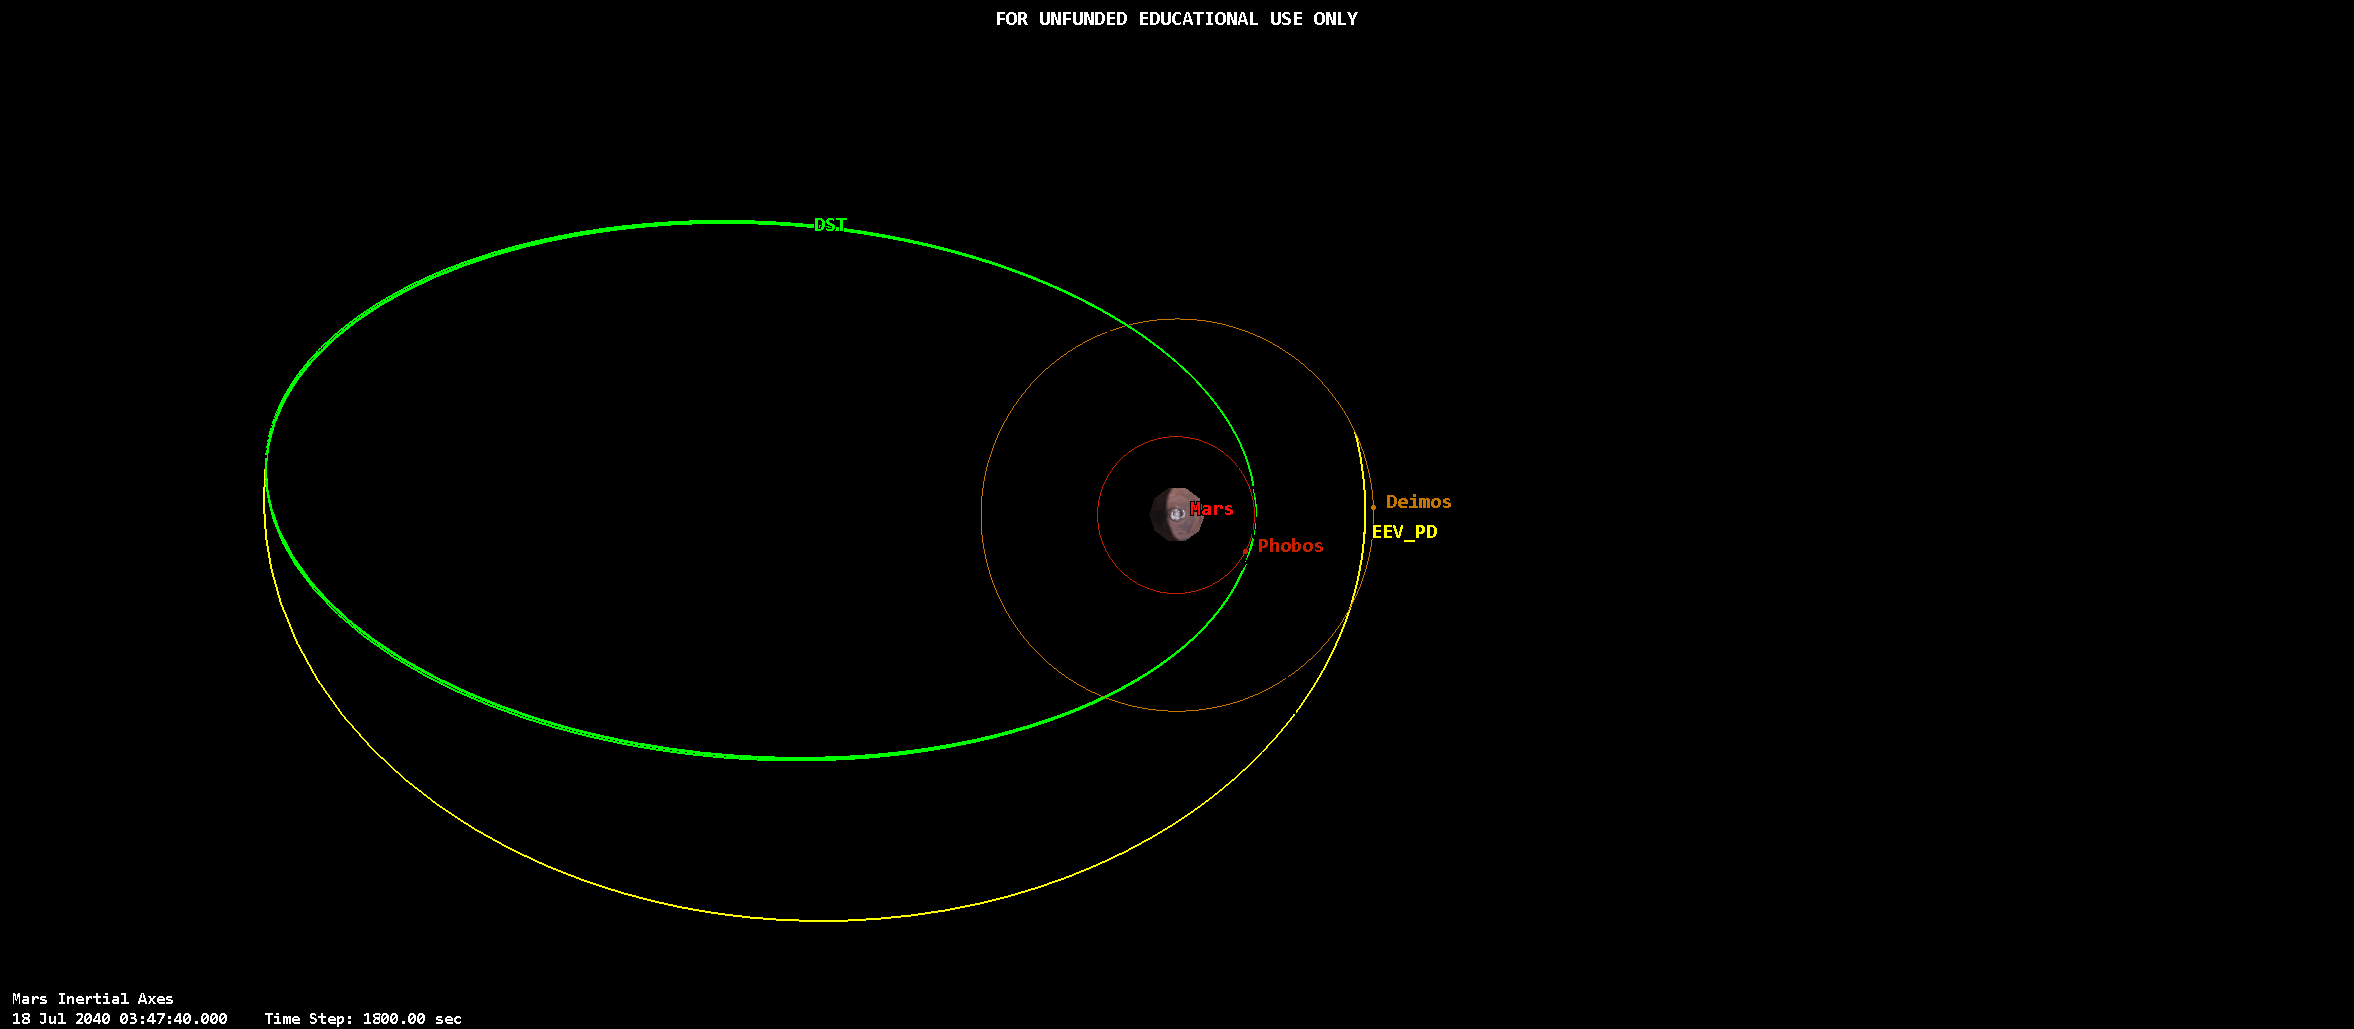 FOR UNFUNDED EDUCATIONAL USE ONLY
DST
Deimos
Mars
EEV_PD
Phobos
Mars Inertial Axes
18 Jul 2040 03:47:40.000 Time Step: 1800.00 sec